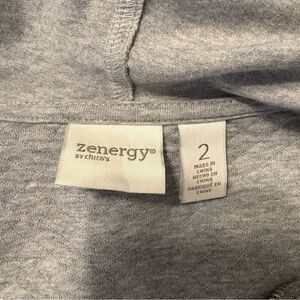 zenergy®
BY CHICO'S
2
MADE IN
CHINA
HECHO EN
CHINA
FABRIQUÉ EN
CHINE